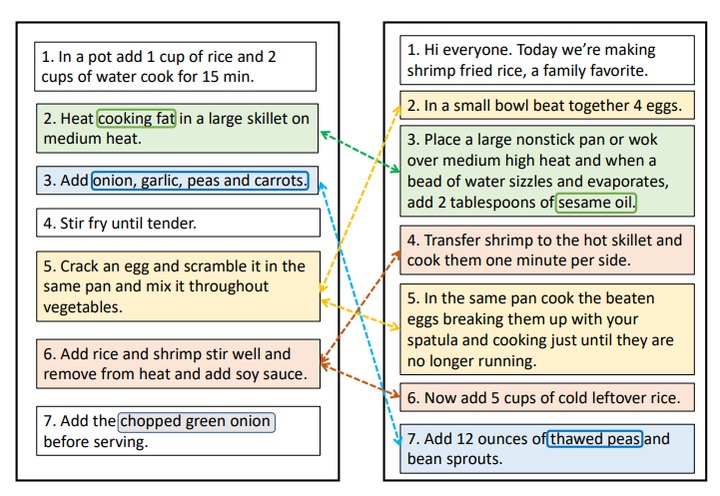 1. In a pot add 1 cup of rice and 2
cups of water cook for 15 min.
2. Heat cooking fat in a large skillet on
medium heat.
3. Add onion, garlic, peas and carrots.
4. Stir fry until tender.
5. Crack an egg and scramble it in the
same pan and mix it throughout
vegetables.
6. Add rice and shrimp stir well and
remove from heat and add soy sauce.
7. Add the chopped green onion
before serving.
1. Hi everyone. Today we’re making
shrimp fried rice, a family favorite.
2. In a small bowl beat together 4 eggs.
3. Place a large nonstick pan or wok
over medium high heat and when a
bead of water sizzles and evaporates,
add 2 tablespoons of sesame oil.
4. Transfer shrimp to the hot skillet and
cook them one minute per side.
5. In the same pan cook the beaten
eggs breaking them up with your
spatula and cooking just until they are
no longer running.
6. Now add 5 cups of cold leftover rice.
7. Add 12 ounces of thawed peas and
bean sprouts.